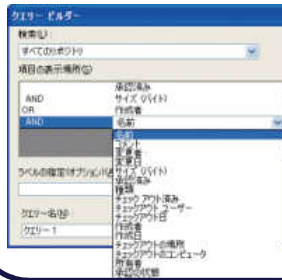 クエリー ビルダー
検索(L)
すべてのリポジトリ
項目の表示場所(G)
承認済み
AND サイズ (バイト)
OR 作成者
AND 名前
名前
コメント
変更者
変更日
サイズ (バイト)
承認済み
種類
チェック アウト済み
チェックアウト ユーザー
チェックアウト日
作成者
作成日
チェックアウトの場所
チェックアウトのコンピュータ
所有者
承認の状態
ラベルの指定(オプション)
クエリー名(N)
クエリー 1